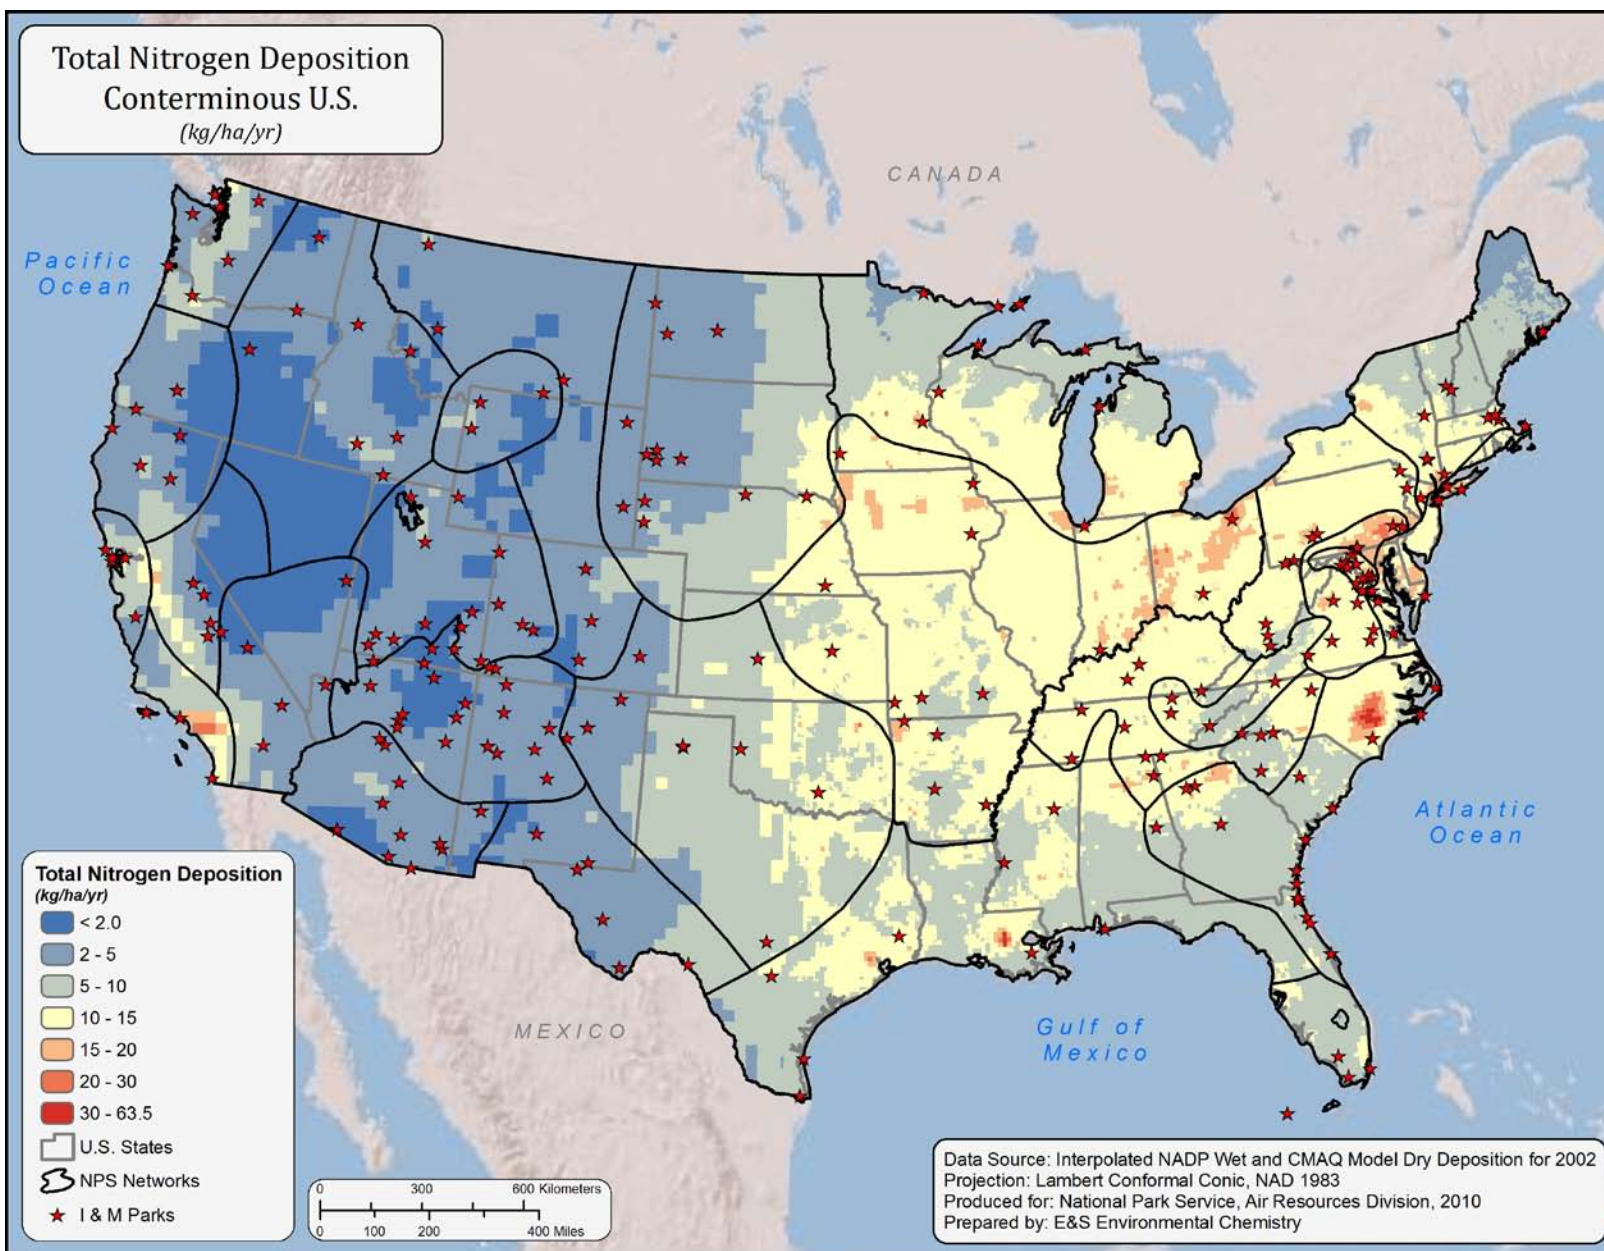 Total Nitrogen Deposition
Conterminous U.S.
(kg/ha/yr)
CANADA
Pacific
Ocean
Atlantic
Ocean
Gulf of
Mexico
MEXICO
Total Nitrogen Deposition
(kg/ha/yr)
< 2.0
2 - 5
5 - 10
10 - 15
15 - 20
20 - 30
30 - 63.5
U.S. States
NPS Networks
I & M Parks
0 300 600 Kilometers
0 100 200 400 Miles
Data Source: Interpolated NADP Wet and CMAQ Model Dry Deposition for 2002
Projection: Lambert Conformal Conic, NAD 1983
Produced for: National Park Service, Air Resources Division, 2010
Prepared by: E&S Environmental Chemistry